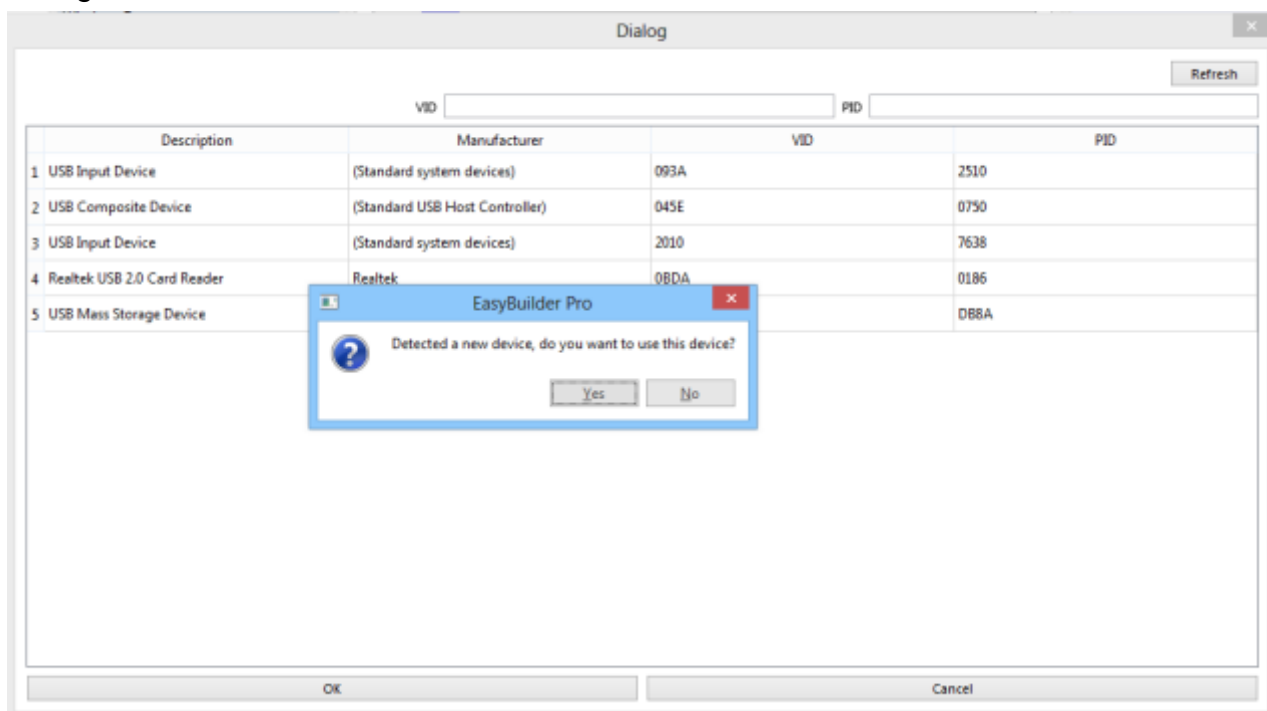 Dialog
Refresh
VID PID
Description Manufacturer VID PID
1 USB Input Device (Standard system devices) 093A 2510
2 USB Composite Device (Standard USB Host Controller) 045E 0750
3 USB Input Device (Standard system devices) 2010 7638
4 Realtek USB 2.0 Card Reader Realtek 0BDA 0186
5 USB Mass Storage Device DB8A
EasyBuilder Pro
Detected a new device, do you want to use this device?
Yes No
OK Cancel